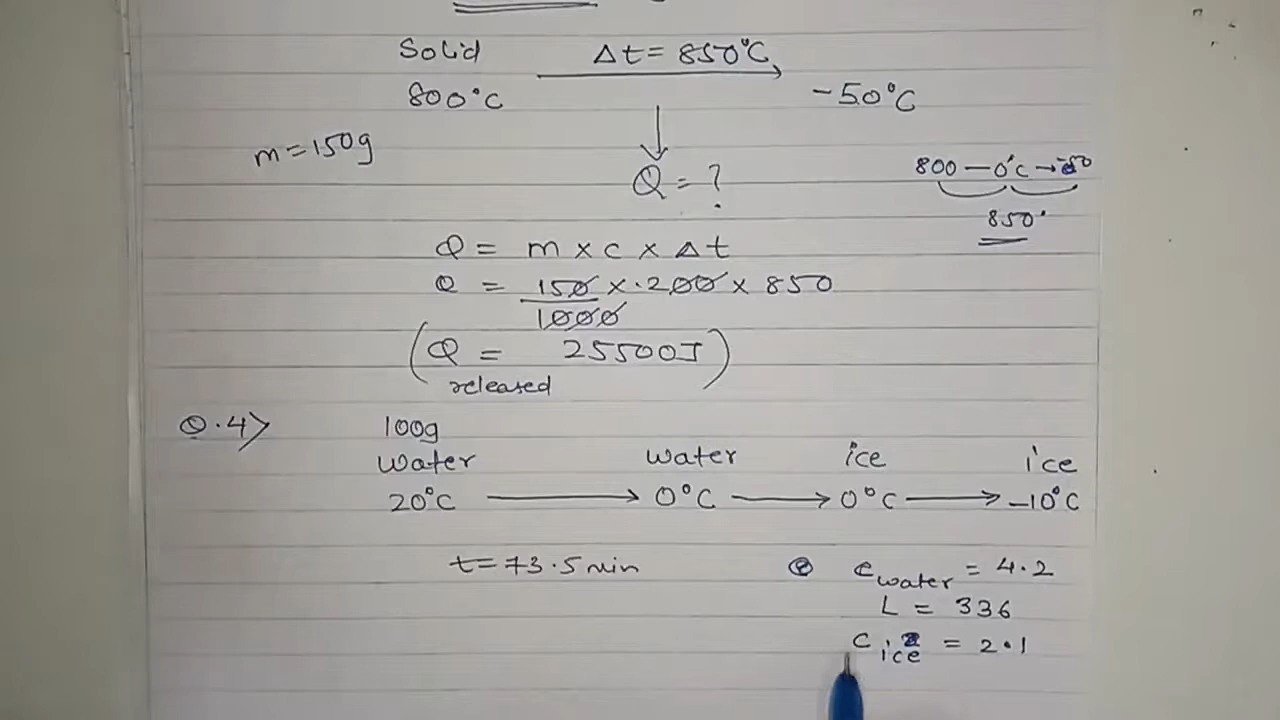 Solid Δt = 850°C
800°C -50°C
m = 150g
Q = ?
800 — 0°C → -50
850°
Q = m × c × Δt
Q = 150 × 200 × 850
1000
(Q = 25500J)
released
Q.4> 100g
water water ice ice
20°C → 0°C → 0°C → -10°C
t = 73.5 min
c water = 4.2
L = 336
c ice = 2.1